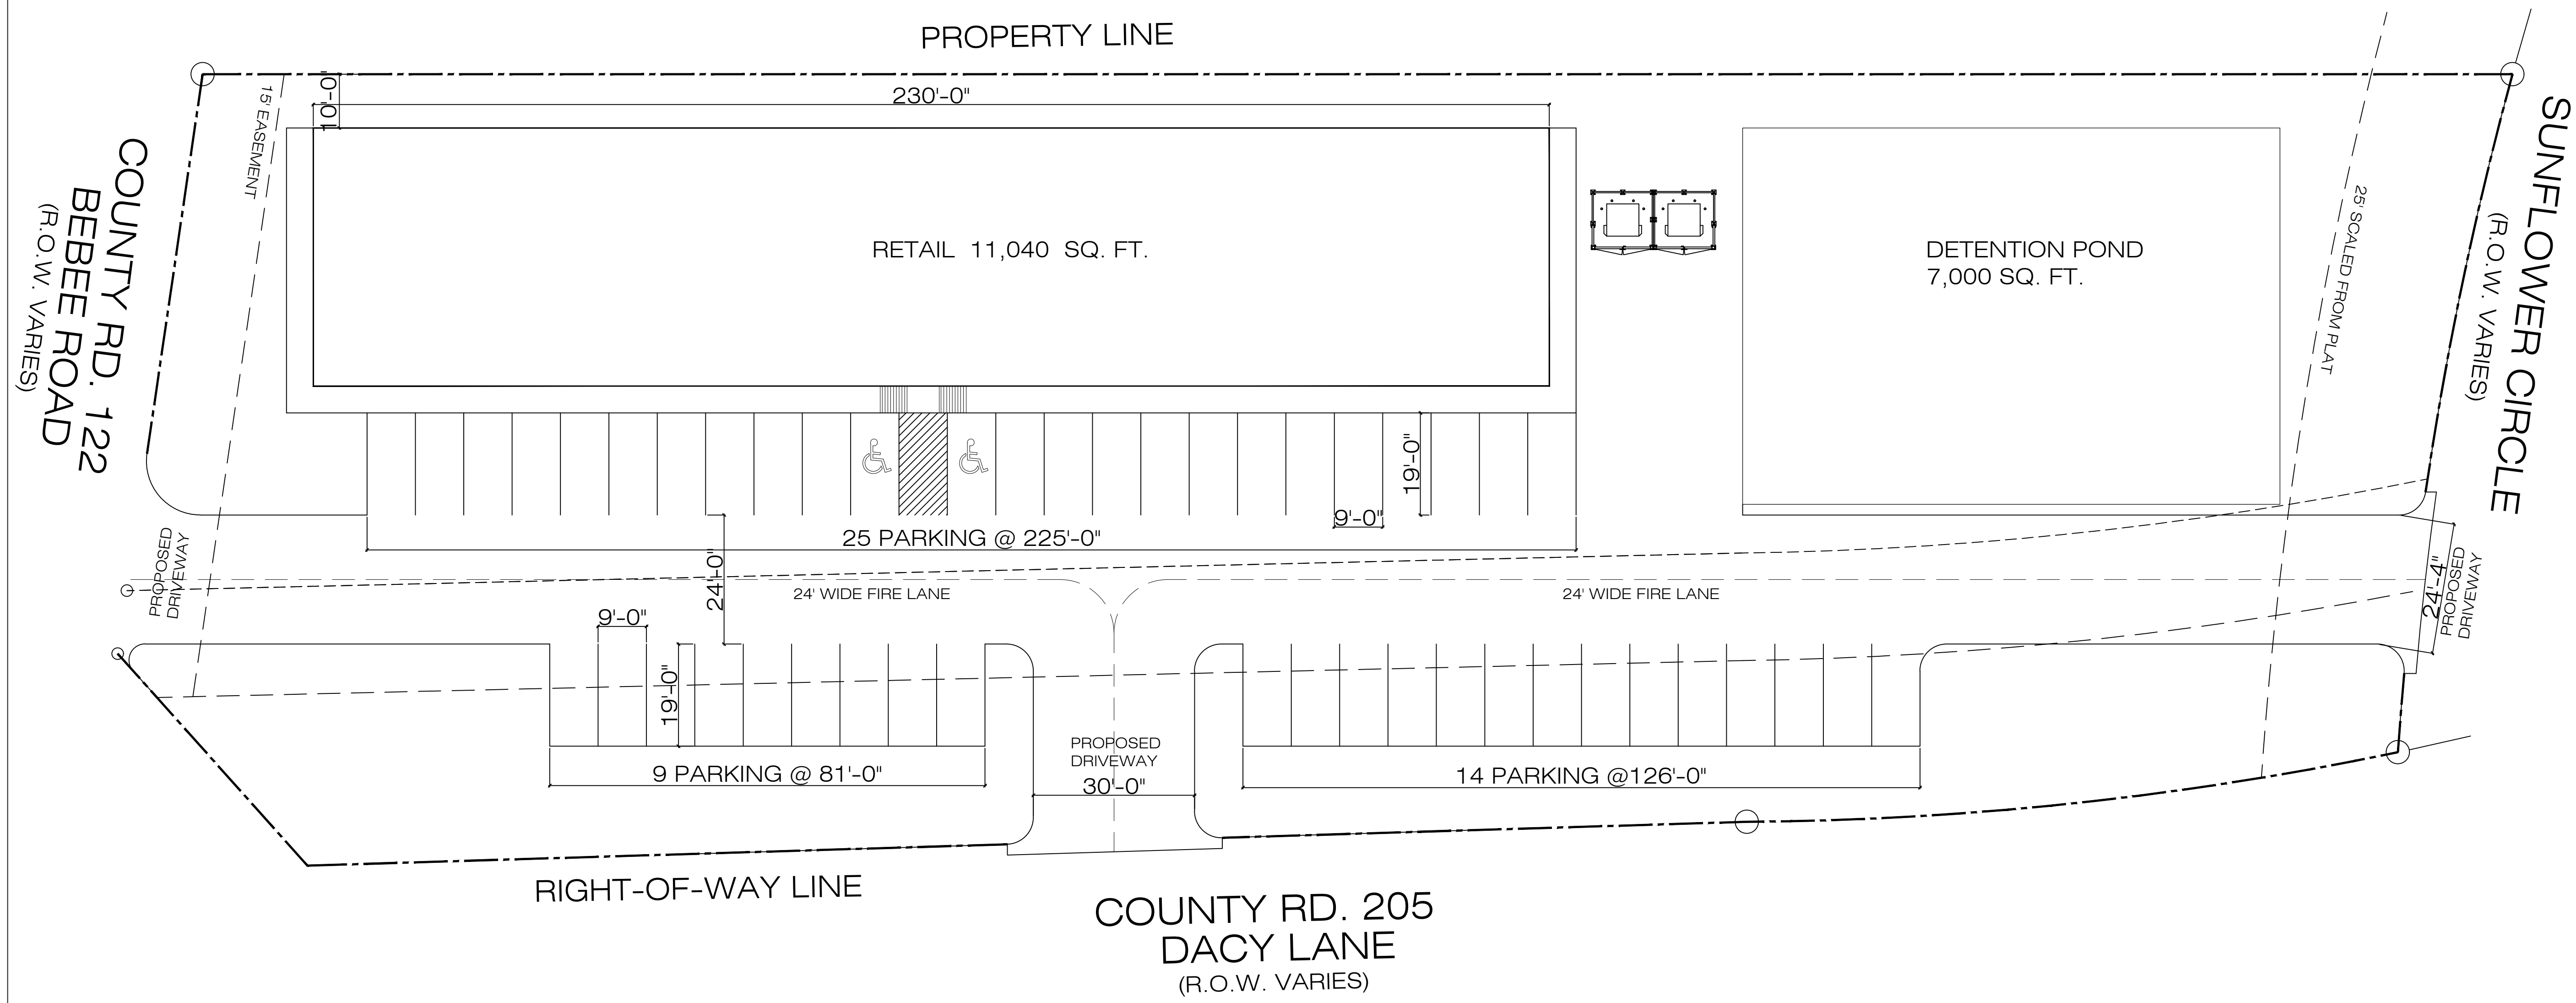 PROPERTY LINE
10'-0"
230'-0"
15' EASEMENT
COUNTY RD. 122
BEBEE ROAD
(R.O.W. VARIES)
RETAIL  11,040  SQ. FT.
DETENTION POND
7,000 SQ. FT.
25' SCALED FROM PLAT
SUNFLOWER CIRCLE
(R.O.W. VARIES)
19'-0"
9'-0"
25 PARKING @ 225'-0"
24'-0"
PROPOSED
DRIVEWAY
24' WIDE FIRE LANE
24' WIDE FIRE LANE
24'-4"
PROPOSED
DRIVEWAY
9'-0"
19'-0"
9 PARKING @ 81'-0"
PROPOSED
DRIVEWAY
30'-0"
14 PARKING @126'-0"
RIGHT-OF-WAY LINE
COUNTY RD. 205
DACY LANE
(R.O.W. VARIES)